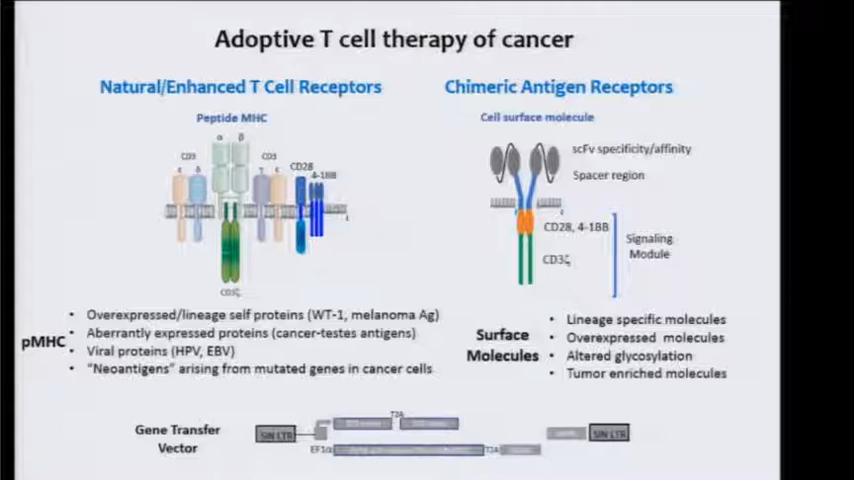 Adoptive T cell therapy of cancer
Natural/Enhanced T Cell Receptors
Chimeric Antigen Receptors
Peptide MHC
Cell surface molecule
α β
CD3
CD3
CD28
4-1BB
ε δ
γ ε
CD3ζ
scFv specificity/affinity
Spacer region
CD28, 4-1BB
CD3ζ
Signaling
Module
pMHC
• Overexpressed/lineage self proteins (WT-1, melanoma Ag)
• Aberrantly expressed proteins (cancer-testes antigens)
• Viral proteins (HPV, EBV)
• "Neoantigens" arising from mutated genes in cancer cells
Surface
Molecules
• Lineage specific molecules
• Overexpressed molecules
• Altered glycosylation
• Tumor enriched molecules
Gene Transfer
Vector
SIN LTR
T2A
EF1α
T2A
SIN LTR